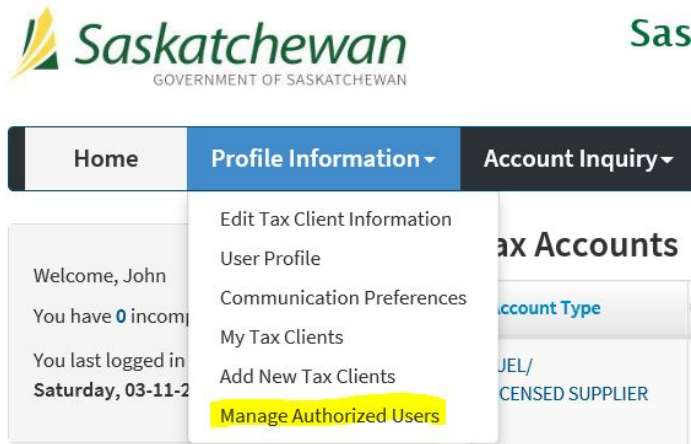 Saskatchewan
GOVERNMENT OF SASKATCHEWAN
Sas
Home
Profile Information
Account Inquiry
Edit Tax Client Information
User Profile
Communication Preferences
My Tax Clients
Add New Tax Clients
Manage Authorized Users
Welcome, John
You have 0 incomp
You last logged in
Saturday, 03-11-2
ax Accounts
ccount Type
UEL/
CENSED SUPPLIER